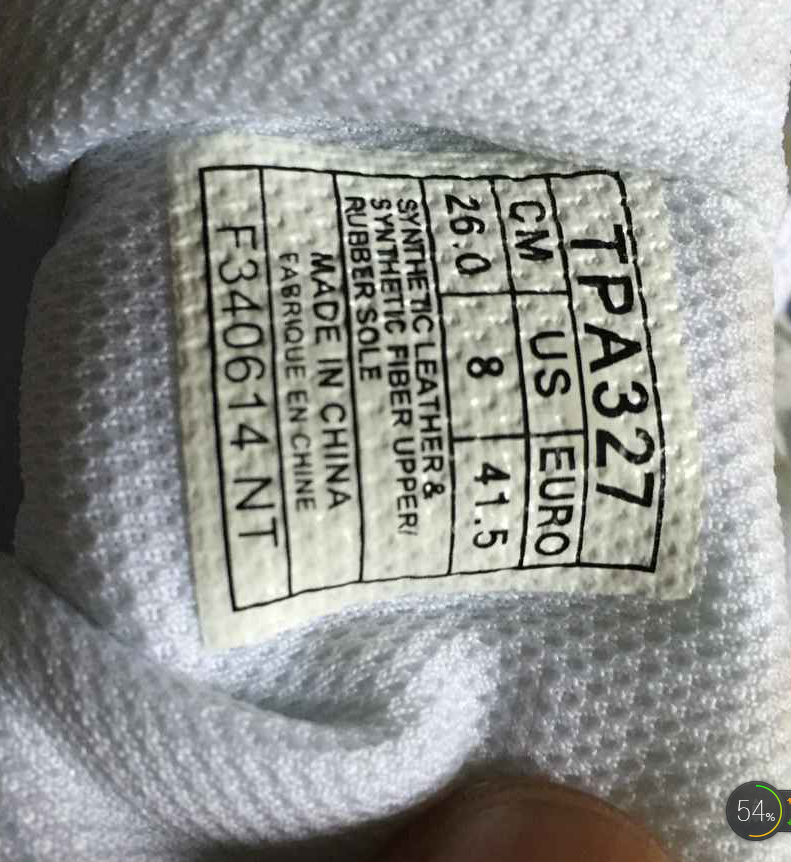 TPA327
CM US EURO
26.0 8 41.5
SYNTHETIC LEATHER &
SYNTHETIC FIBER UPPER/
RUBBER SOLE
MADE IN CHINA
FABRIQUE EN CHINE
F340614 NT
54%